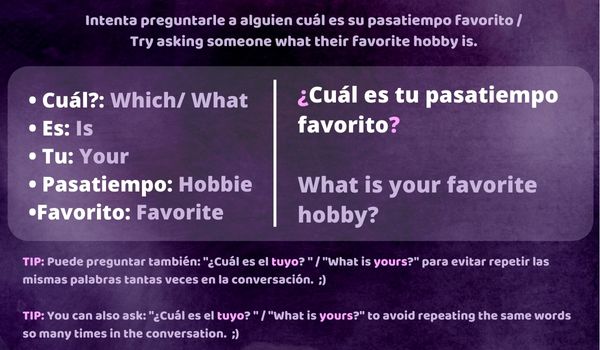 Intenta preguntarle a alguien cuál es su pasatiempo favorito /
Try asking someone what their favorite hobby is.
• Cuál?: Which/ What
• Es: Is
• Tu: Your
• Pasatiempo: Hobbie
•Favorito: Favorite
¿Cuál es tu pasatiempo
favorito?
What is your favorite
hobby?
TIP: Puede preguntar también: "¿Cuál es el tuyo? " / "What is yours?" para evitar repetir las
mismas palabras tantas veces en la conversación. ;)
TIP: You can also ask: "¿Cuál es el tuyo? " / "What is yours?" to avoid repeating the same words
so many times in the conversation. ;)